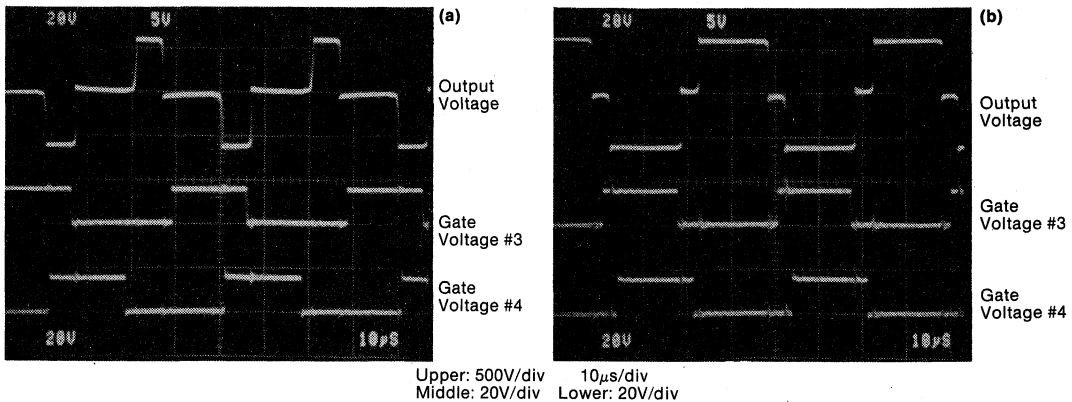 20V 5V
(a)
Output
Voltage
Gate
Voltage #3
Gate
Voltage #4
20V 10μS
20V 5V
(b)
Output
Voltage
Gate
Voltage #3
Gate
Voltage #4
20V 10μS
Upper: 500V/div 10μs/div
Middle: 20V/div Lower: 20V/div